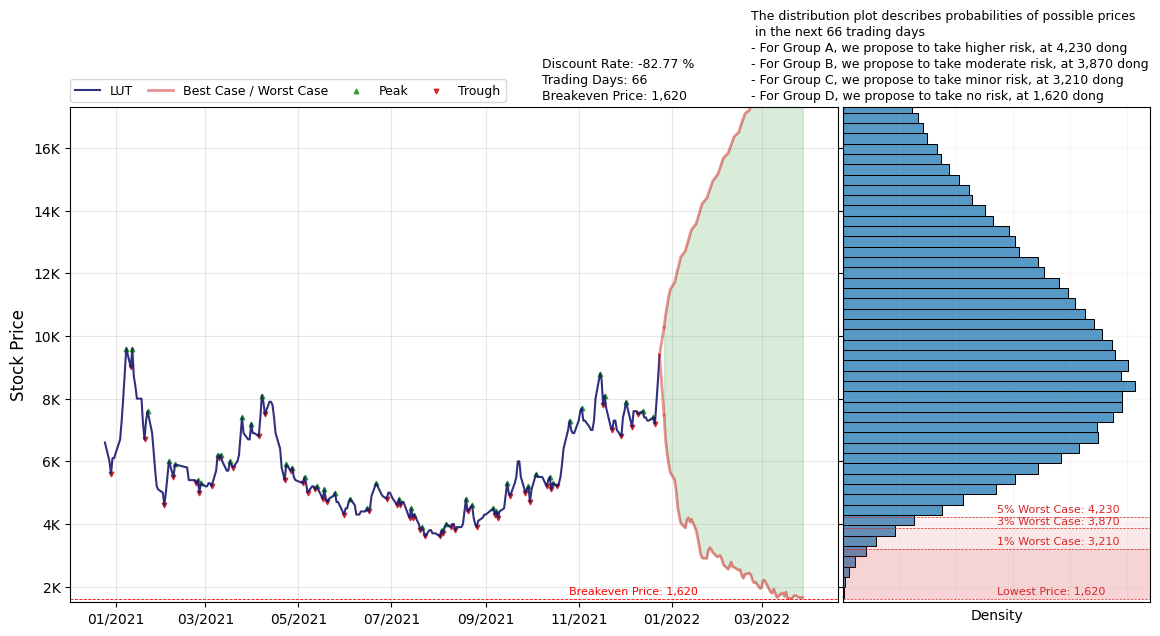 The distribution plot describes probabilities of possible prices
in the next 66 trading days
- For Group A, we propose to take higher risk, at 4,230 dong
- For Group B, we propose to take moderate risk, at 3,870 dong
- For Group C, we propose to take minor risk, at 3,210 dong
- For Group D, we propose to take no risk, at 1,620 dong
Discount Rate: -82.77 %
Trading Days: 66
Breakeven Price: 1,620
LUT
Best Case / Worst Case
Peak
Trough
Stock Price
16K
14K
12K
10K
8K
6K
4K
2K
Breakeven Price: 1,620
01/2021
03/2021
05/2021
07/2021
09/2021
11/2021
01/2022
03/2022
5% Worst Case: 4,230
3% Worst Case: 3,870
1% Worst Case: 3,210
Lowest Price: 1,620
Density